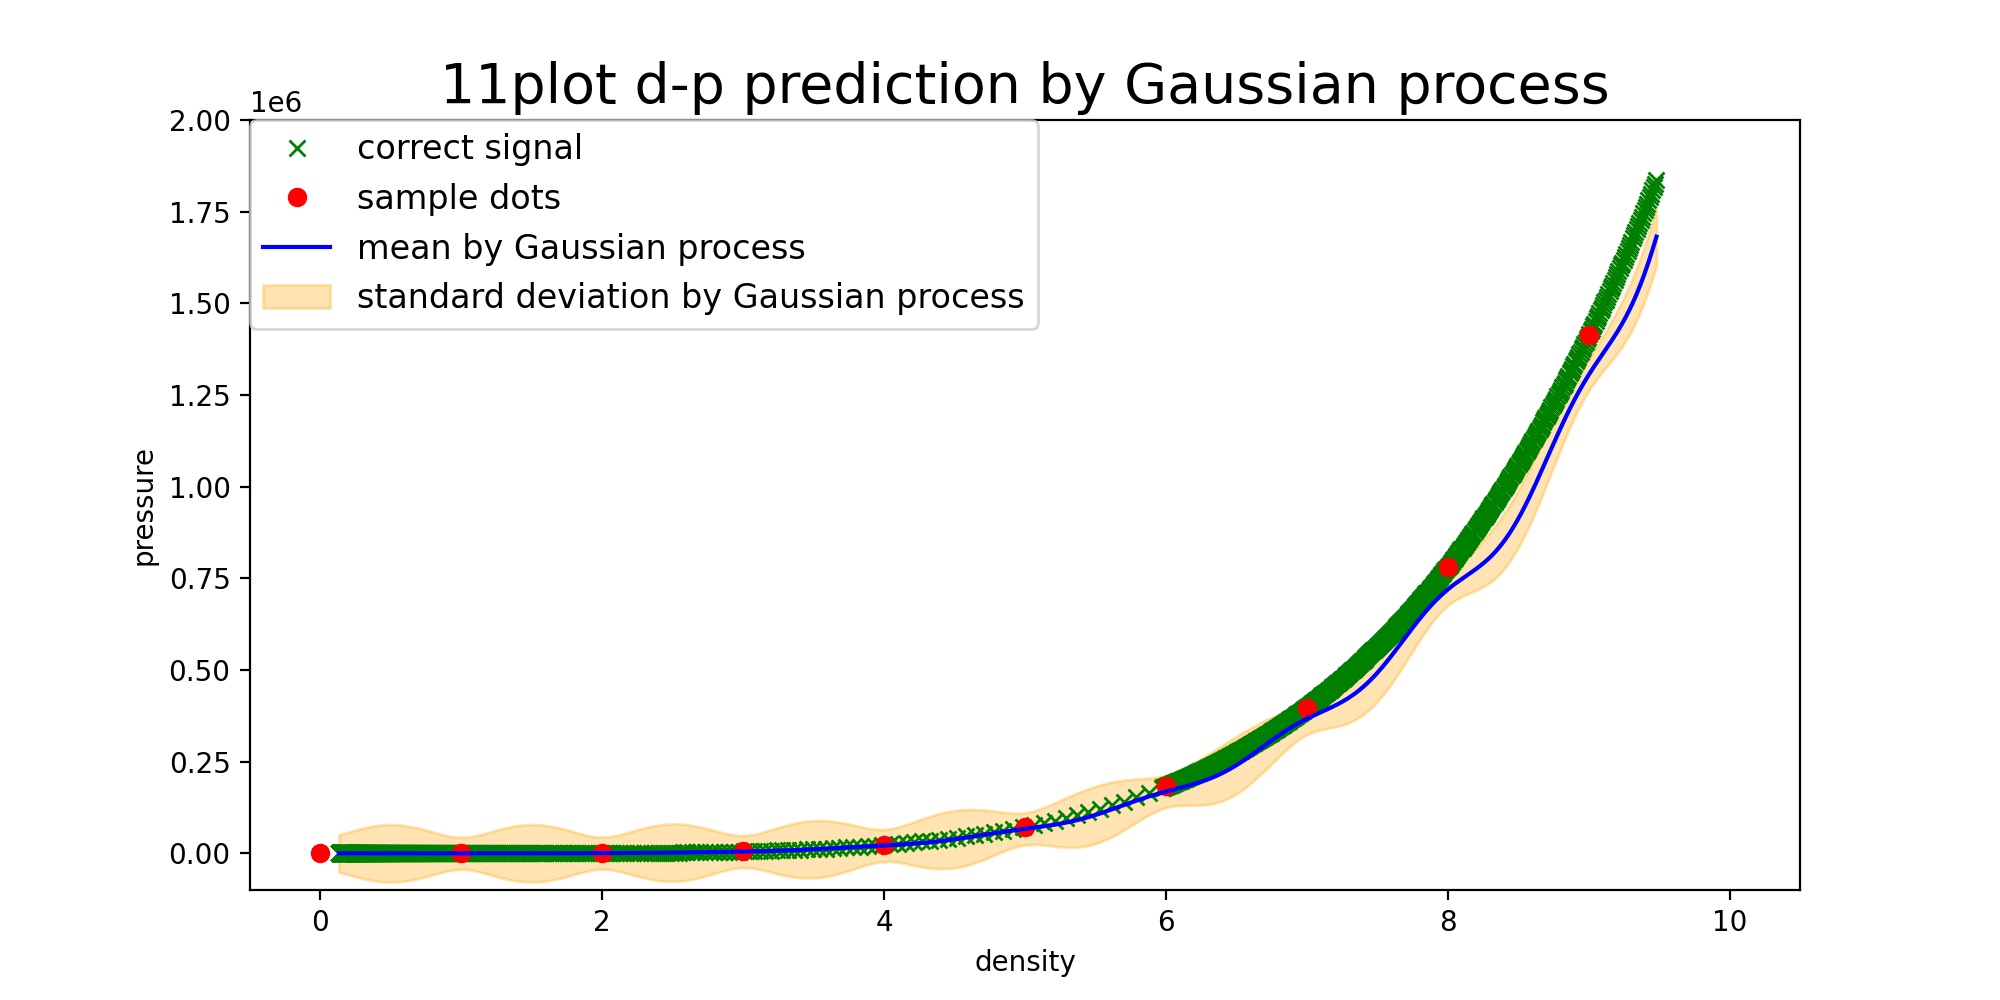 11plot d-p prediction by Gaussian process
1e6
correct signal
sample dots
mean by Gaussian process
standard deviation by Gaussian process
2.00
1.75
1.50
1.25
1.00
0.75
0.50
0.25
0.00
pressure
0 2 4 6 8 10
density